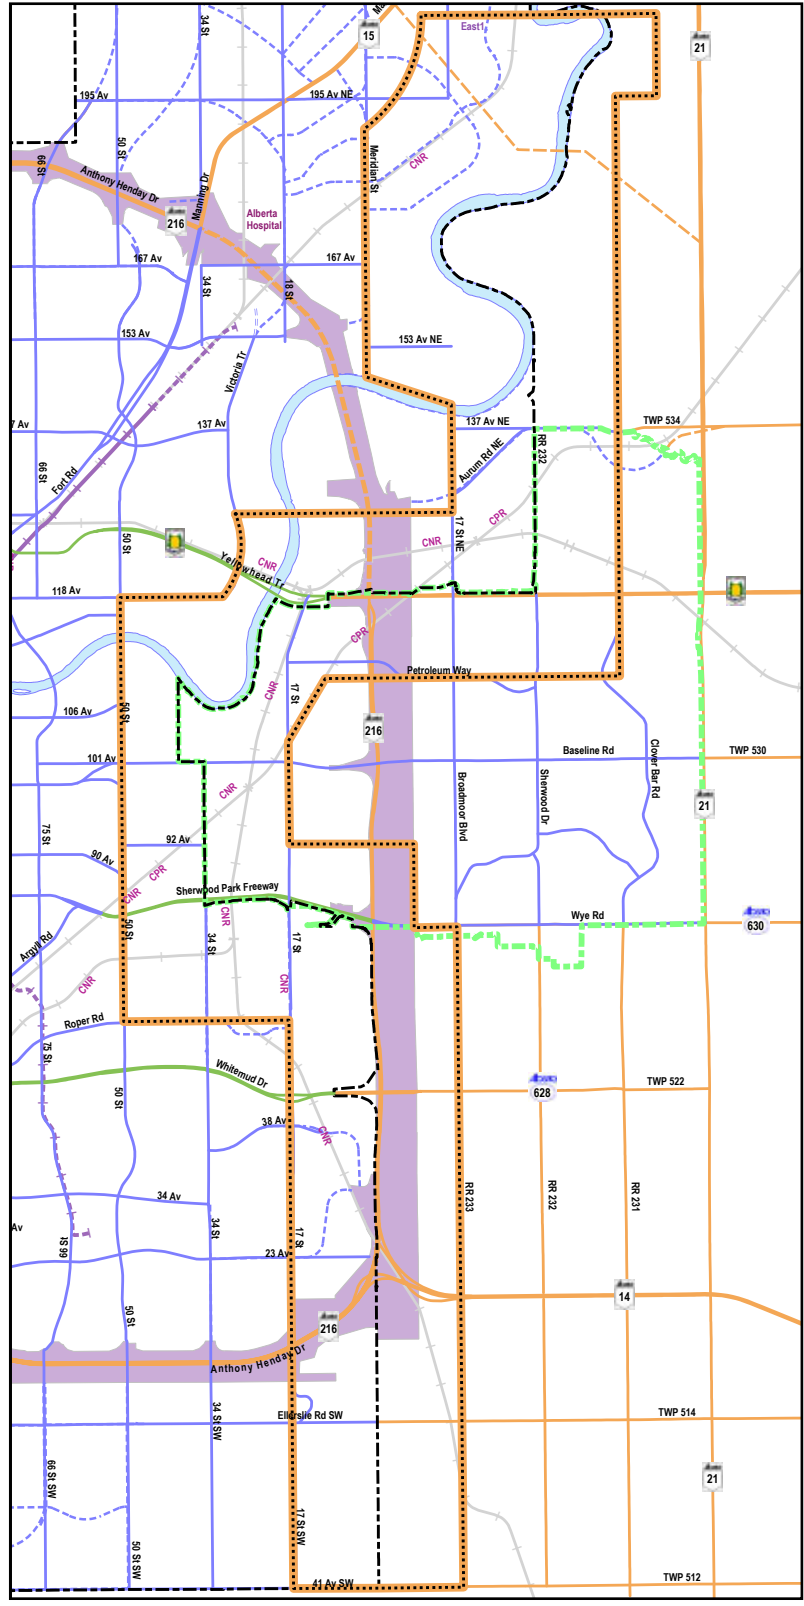 34 St
15
East1
21
195 Av
195 Av NE
50 St
66 St
Meridian St
CNR
Anthony Henday Dr
Manning Dr
216
Alberta
Hospital
167 Av
167 Av
34 St
18 St
153 Av
153 Av NE
Victoria Tr
7 Av
137 Av
137 Av NE
TWP 534
RR 232
Aurum Rd NE
66 St
Fort Rd
CPR
17 St NE
50 St
CNR
CNR
Yellowhead Tr
118 Av
CPR
Petroleum Way
CNR
17 St
106 Av
50 St
216
101 Av
Baseline Rd
TWP 530
Clover Bar Rd
CNR
Broadmoor Blvd
Sherwood Dr
21
75 St
92 Av
90 Av
CPR
CNR
Sherwood Park Freeway
CNR
Wye Rd
630
50 St
Argyll Rd
34 St
17 St
CNR
CNR
Roper Rd
75 St
Whitemud Dr
TWP 522
628
50 St
38 Av
CNR
34 Av
RR 233
RR 232
RR 231
Av
34 St
17 St
99 St
23 Av
14
50 St
216
Anthony Henday Dr
34 St SW
Ellerslie Rd SW
TWP 514
66 St SW
21
17 St SW
50 St SW
41 Av SW
TWP 512